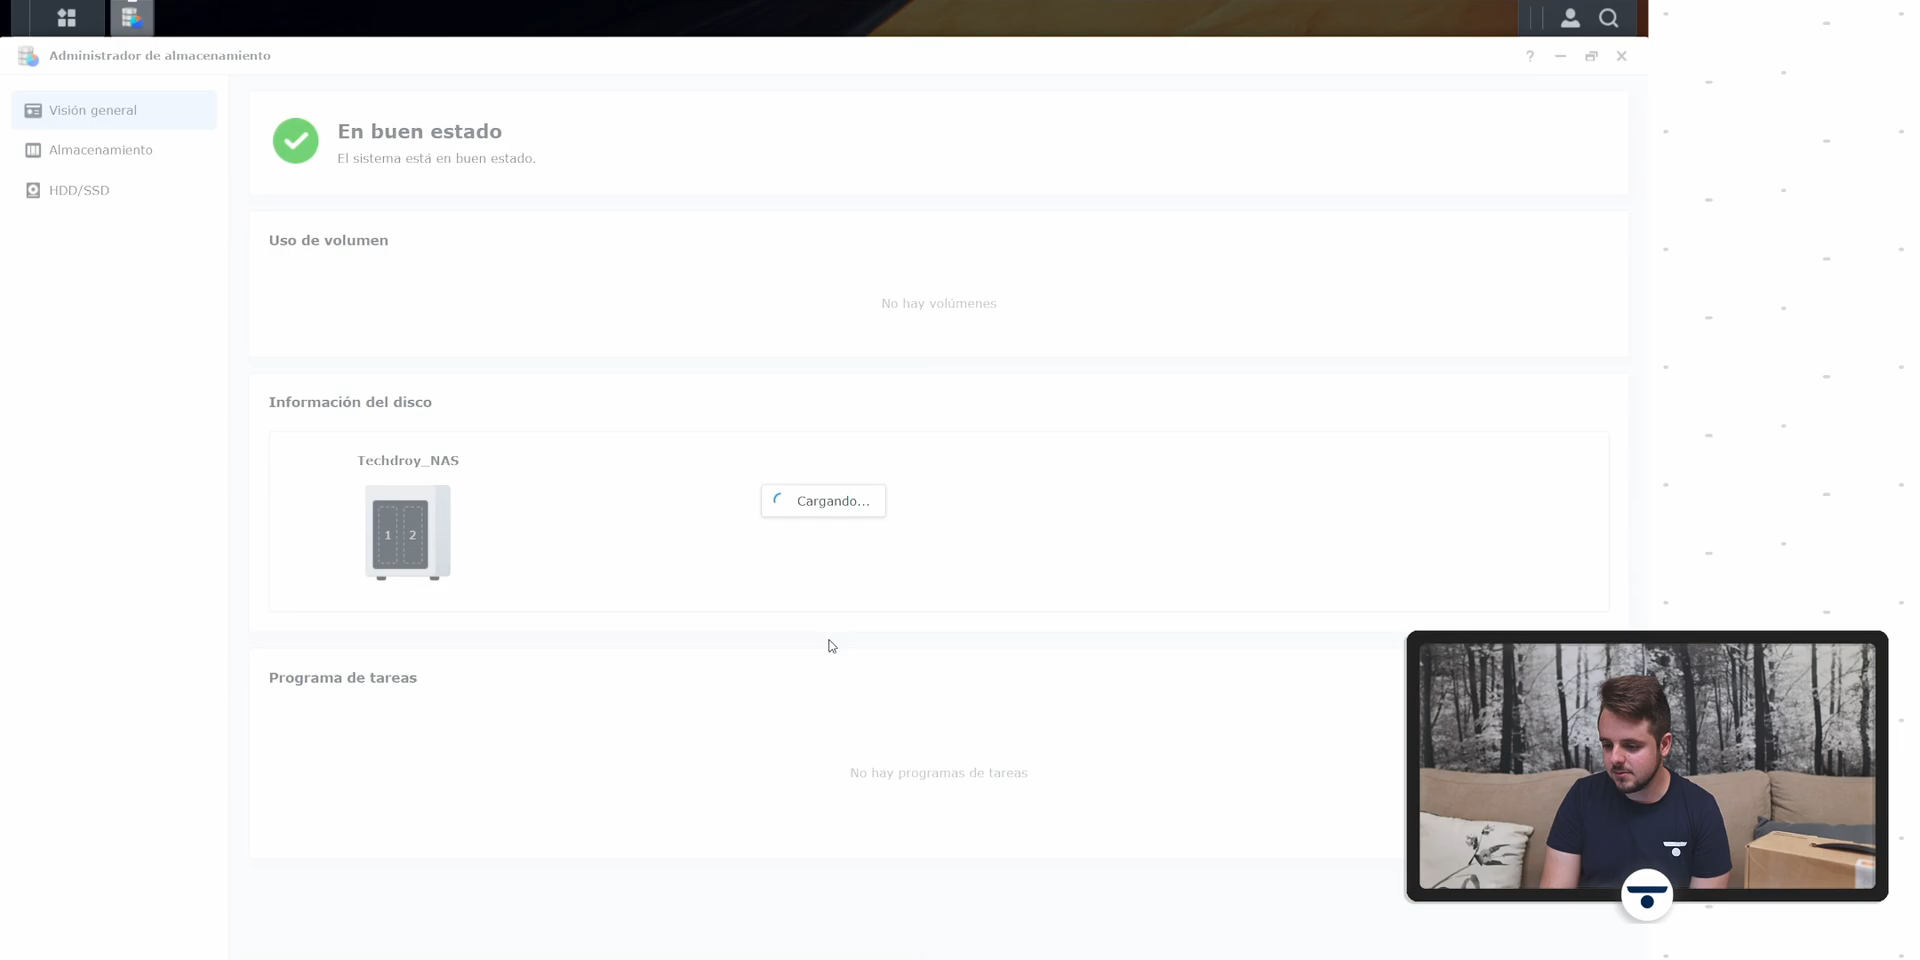 Administrador de almacenamiento
?
Visión general
Almacenamiento
HDD/SSD
En buen estado
El sistema está en buen estado.
Uso de volumen
No hay volúmenes
Información del disco
Techdroy_NAS
1 2
Cargando...
Programa de tareas
No hay programas de tareas